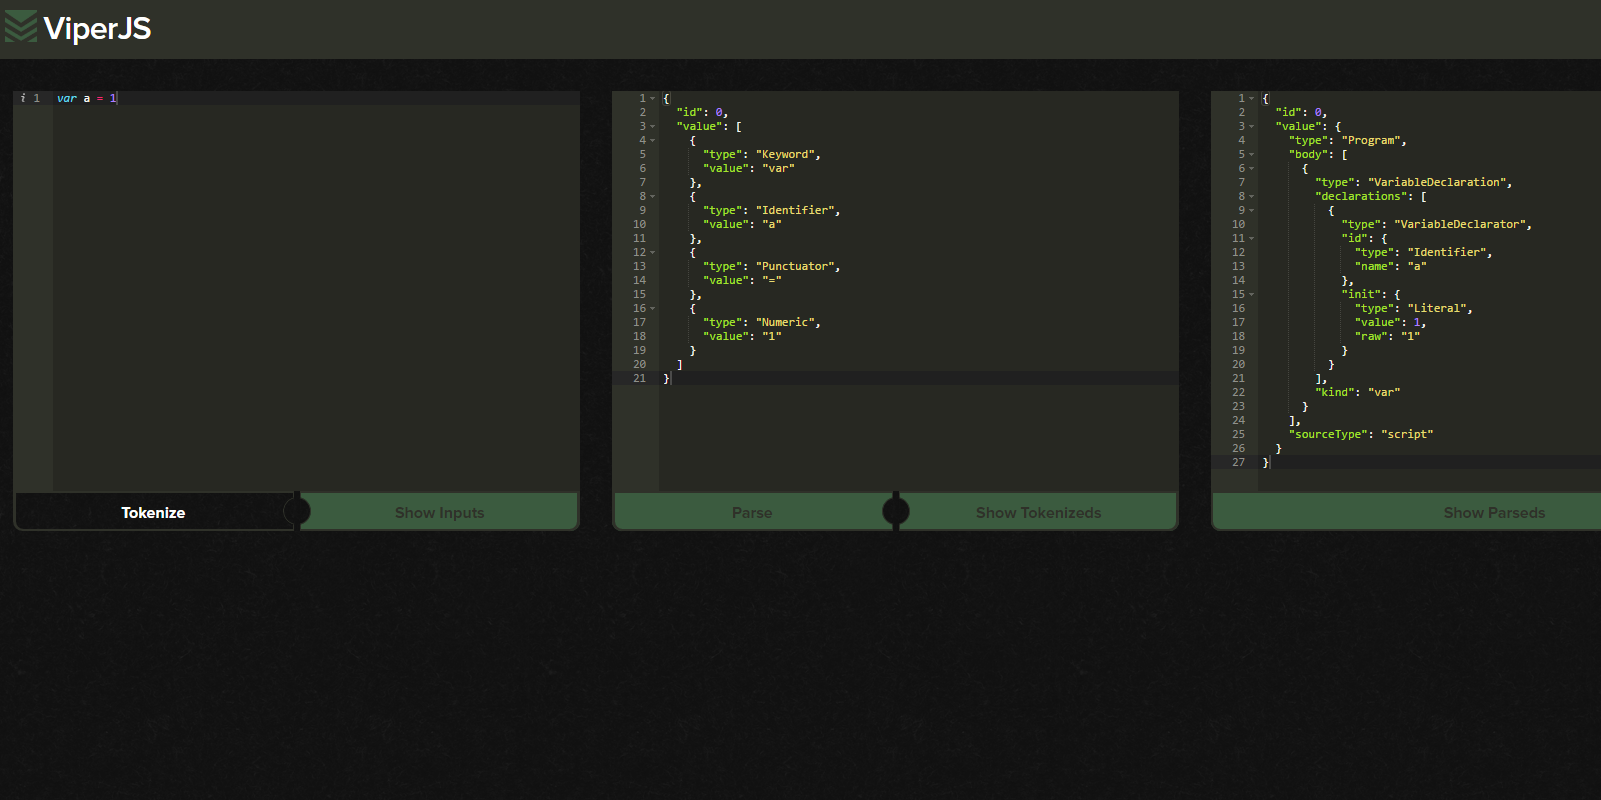 ViperJS
i 1 var a = 1
Tokenize
Show Inputs
1 {
2 "id": 0,
3 "value": [
4 {
5 "type": "Keyword",
6 "value": "var"
7 },
8 {
9 "type": "Identifier",
10 "value": "a"
11 },
12 {
13 "type": "Punctuator",
14 "value": "="
15 },
16 {
17 "type": "Numeric",
18 "value": "1"
19 }
20 ]
21 }
Parse
Show Tokenizeds
1 {
2 "id": 0,
3 "value": {
4 "type": "Program",
5 "body": [
6 {
7 "type": "VariableDeclaration",
8 "declarations": [
9 {
10 "type": "VariableDeclarator",
11 "id": {
12 "type": "Identifier",
13 "name": "a"
14 },
15 "init": {
16 "type": "Literal",
17 "value": 1,
18 "raw": "1"
19 }
20 }
21 ],
22 "kind": "var"
23 }
24 ],
25 "sourceType": "script"
26 }
27 }
Show Parseds